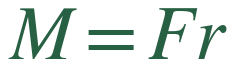 M = Fr